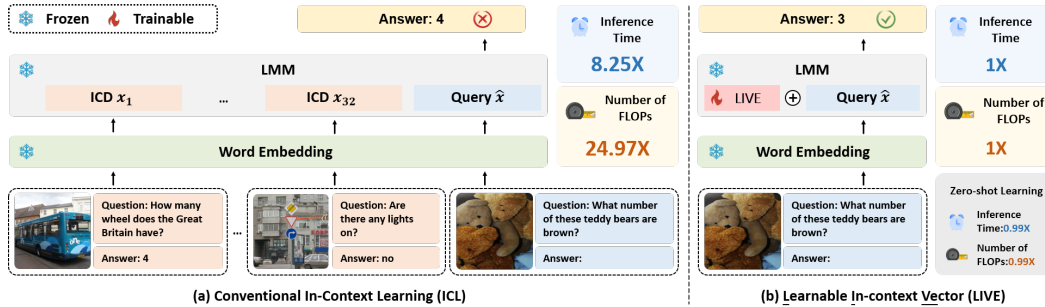 Frozen
Trainable
Answer: 4
Inference
Time
8.25X
LMM
ICD x₁
...
ICD x₃₂
Query x̂
Number of
FLOPs
24.97X
Word Embedding
Question: How many
wheel does the Great
Britain have?
Answer: 4
...
Question: Are
there any lights
on?
Answer: no
Question: What number
of these teddy bears are
brown?
Answer:
(a) Conventional In-Context Learning (ICL)
Answer: 3
Inference
Time
1X
LMM
LIVE
Query x̂
Number of
FLOPs
1X
Word Embedding
Question: What number
of these teddy bears are
brown?
Answer:
Zero-shot Learning
Inference
Time:0.99X
Number of
FLOPs:0.99X
(b) Learnable In-context Vector (LIVE)